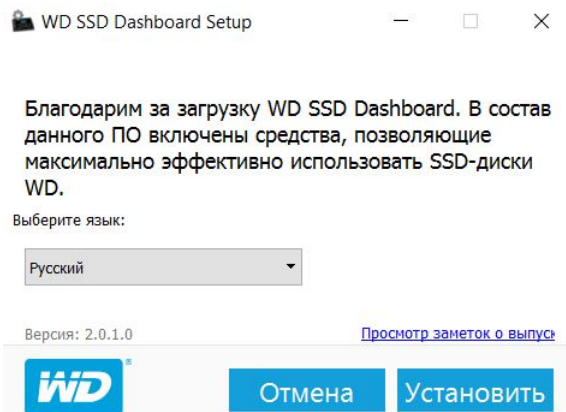 WD SSD Dashboard Setup
Благодарим за загрузку WD SSD Dashboard. В состав
данного ПО включены средства, позволяющие
максимально эффективно использовать SSD-диски
WD.
Выберите язык:
Русский
Версия: 2.0.1.0
Просмотр заметок о выпуск
WD®
Отмена
Установить